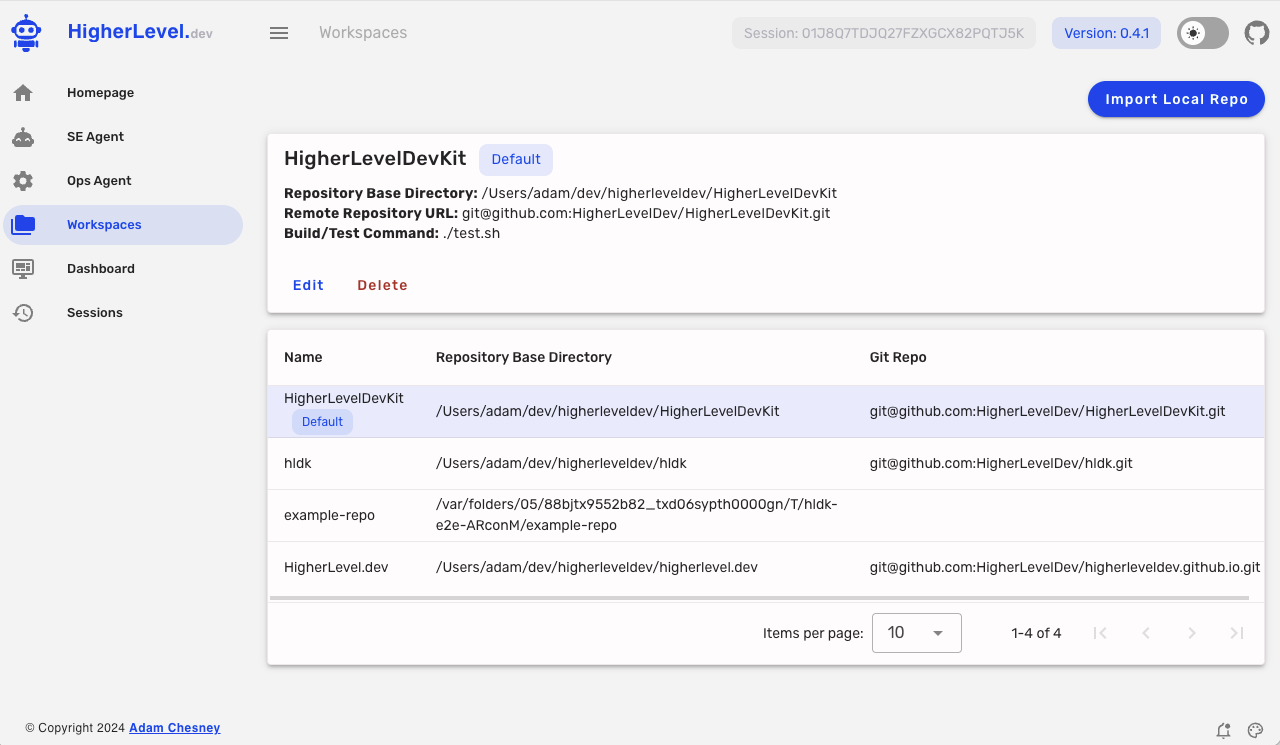 HigherLevel.dev
Workspaces
Session: 01J8Q7TDJQ27FZXGCX82PQTJ5K
Version: 0.4.1
Homepage
SE Agent
Ops Agent
Workspaces
Dashboard
Sessions
Import Local Repo
HigherLevelDevKit Default
Repository Base Directory: /Users/adam/dev/higherleveldev/HigherLevelDevKit
Remote Repository URL: git@github.com:HigherLevelDev/HigherLevelDevKit.git
Build/Test Command: ./test.sh
Edit Delete
Name Repository Base Directory Git Repo
HigherLevelDevKit
Default
/Users/adam/dev/higherleveldev/HigherLevelDevKit git@github.com:HigherLevelDev/HigherLevelDevKit.git
hldk /Users/adam/dev/higherleveldev/hldk git@github.com:HigherLevelDev/hldk.git
example-repo
/var/folders/05/88bjtx9552b82_txd06sypth0000gn/T/hldk-
e2e-ARconM/example-repo
HigherLevel.dev /Users/adam/dev/higherleveldev/higherlevel.dev git@github.com:HigherLevelDev/higherleveldev.github.io.git
Items per page: 10 1-4 of 4
© Copyright 2024 Adam Chesney